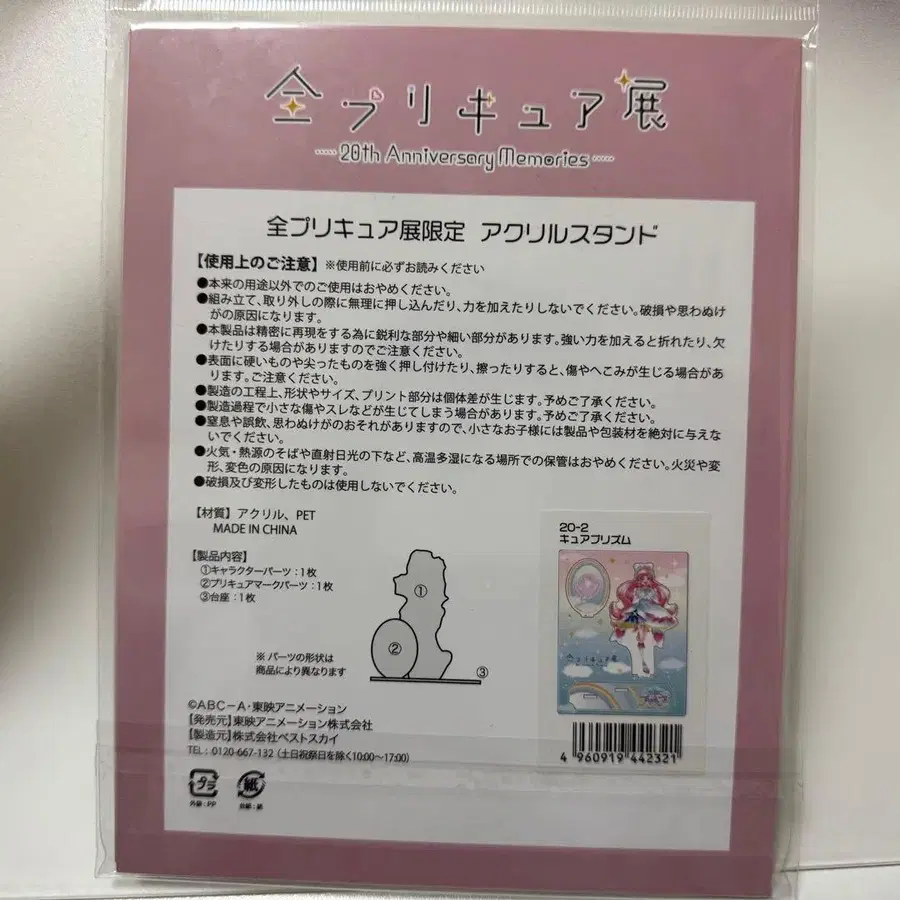 全プリキュア展
20th Anniversary Memories
全プリキュア展限定 アクリルスタンド
【使用上のご注意】※使用前に必ずお読みください
●本来の用途以外でのご使用はおやめください。
●組み立て、取り外しの際に無理に押し込んだり、力を加えたりしないでください。破損や思わぬけ
がの原因になります。
●本製品は精密に再現をする為に鋭利な部分や細い部分があります。強い力を加えると折れたり、欠
けたりする場合がありますのでご注意ください。
●表面に硬いものや尖ったものを強く押し付けたり、擦ったりすると、傷やへこみが生じる場合があ
ります。ご注意ください。
●製造の工程上、形状やサイズ、プリント部分は個体差が生じます。予めご了承ください。
●製造過程で小さな傷やスレなどが生じてしまう場合があります。予めご了承ください。
●窒息や誤飲、思わぬけがのおそれがありますので、小さなお子様には製品や包装材を絶対に与えな
いでください。
●火気・熱源のそばや直射日光の下など、高温多湿になる場所での保管はおやめください。火災や変
形、変色の原因になります。
●破損及び変形したものは使用しないでください。
【材質】アクリル、PET
MADE IN CHINA
【製品内容】
①キャラクターパーツ：1枚
②プリキュアマークパーツ：1枚
③台座：1枚
①
②
③
※パーツの形状は
商品により異なります
20-2
キュアプリズム
全プリキュア展
4 960919 442321
©ABC-A・東映アニメーション
【発売元】東映アニメーション株式会社
【製造元】株式会社ベストスカイ
TEL：0120-667-132（土日祝祭日を除く10:00～17:00）
プラ
外袋：PP
紙
台紙：紙